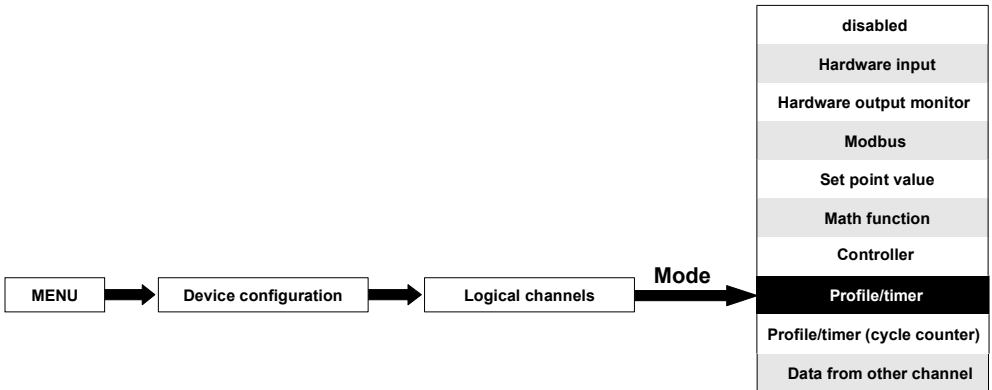 disabled
Hardware input
Hardware output monitor
Modbus
Set point value
Math function
Controller
MENU
Device configuration
Logical channels
Mode
Profile/timer
Profile/timer (cycle counter)
Data from other channel